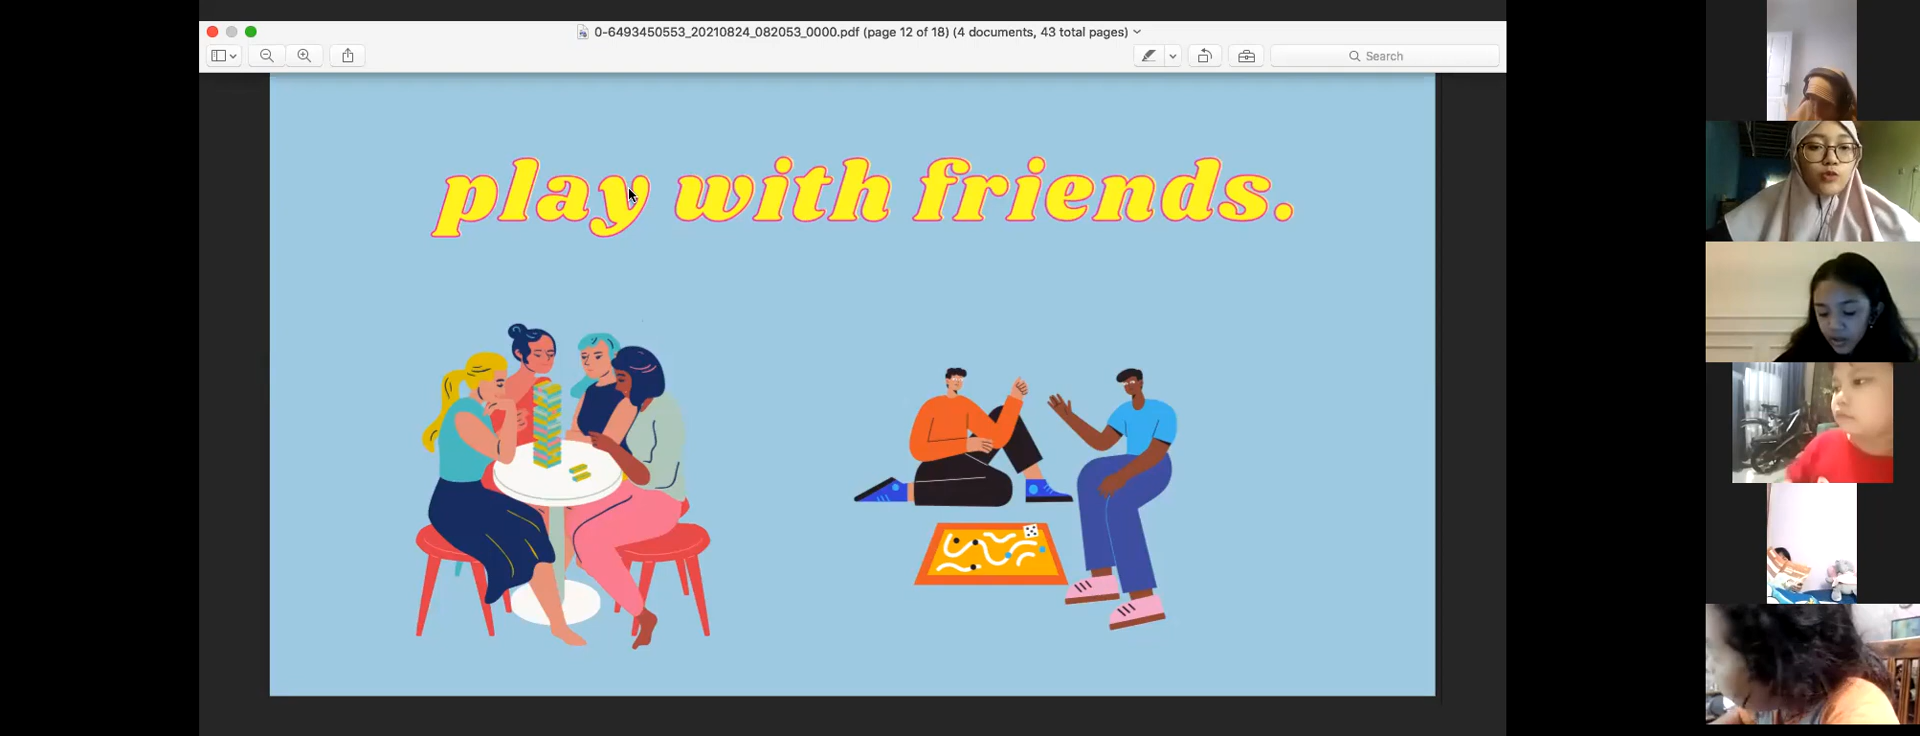 0-6493450553_20210824_082053_0000.pdf (page 12 of 18) (4 documents, 43 total pages)
Search
play with friends.